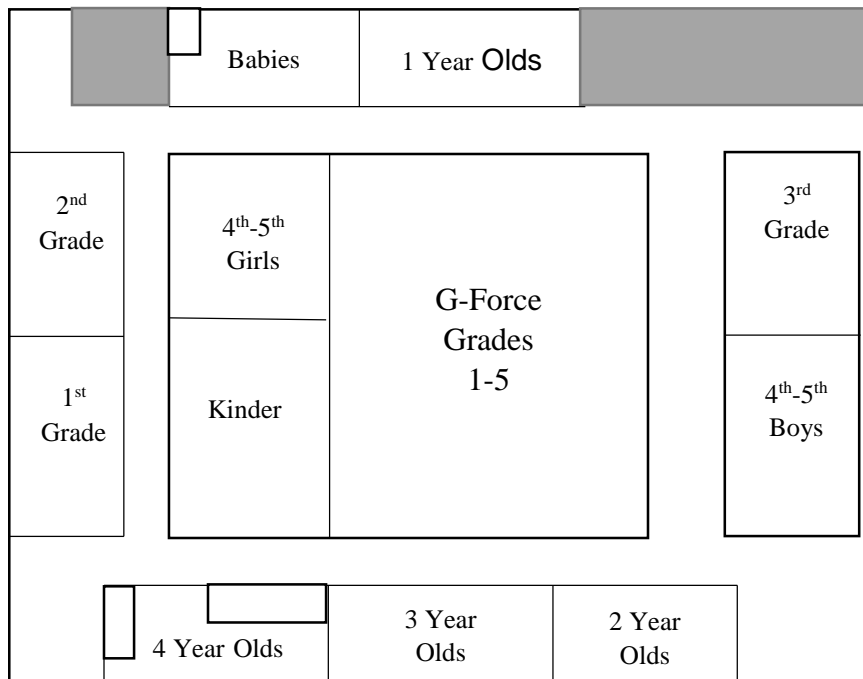 Babies
1 Year Olds
2nd
Grade
4th-5th
Girls
G-Force
Grades
1-5
3rd
Grade
1st
Grade
Kinder
4th-5th
Boys
4 Year Olds
3 Year
Olds
2 Year
Olds